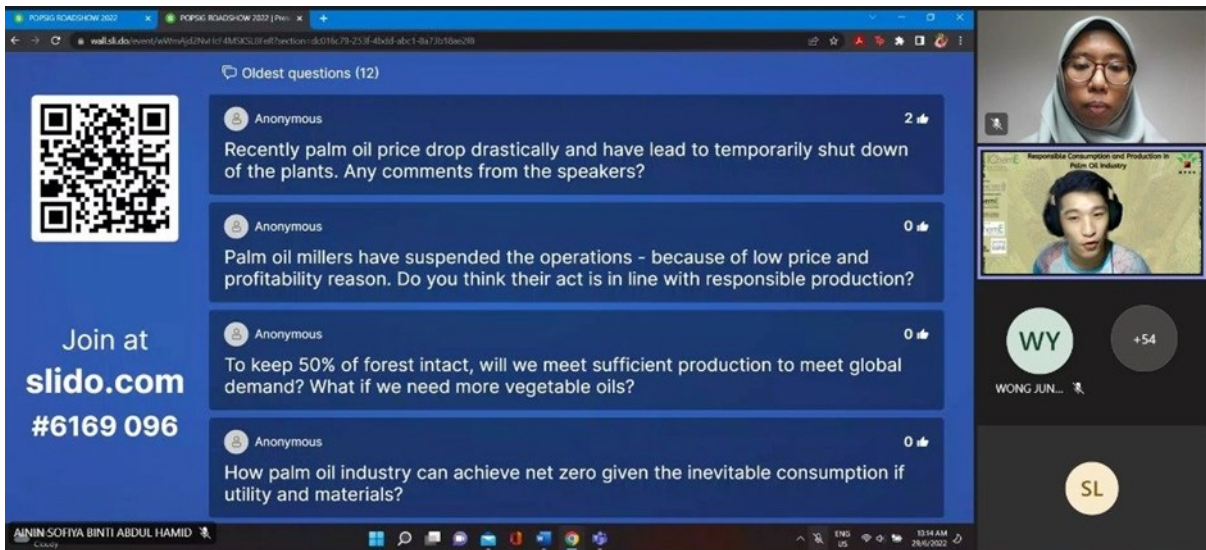 POPSIG ROADSHOW 2022
POPSIG ROADSHOW 2022 | Prev
Oldest questions (12)
Anonymous
2
Recently palm oil price drop drastically and have lead to temporarily shut down
of the plants. Any comments from the speakers?
Anonymous
0
Palm oil millers have suspended the operations - because of low price and
profitability reason. Do you think their act is in line with responsible production?
Anonymous
0
To keep 50% of forest intact, will we meet sufficient production to meet global
demand? What if we need more vegetable oils?
Anonymous
0
How palm oil industry can achieve net zero given the inevitable consumption if
utility and materials?
Join at
slido.com
#6169 096
AININ SOFIYA BINTI ABDUL HAMID
ENG
US
29/6/2022
IChemE
Responsible Consumption and Production in
Palm Oil Industry
WY
+54
WONG JUN...
SL